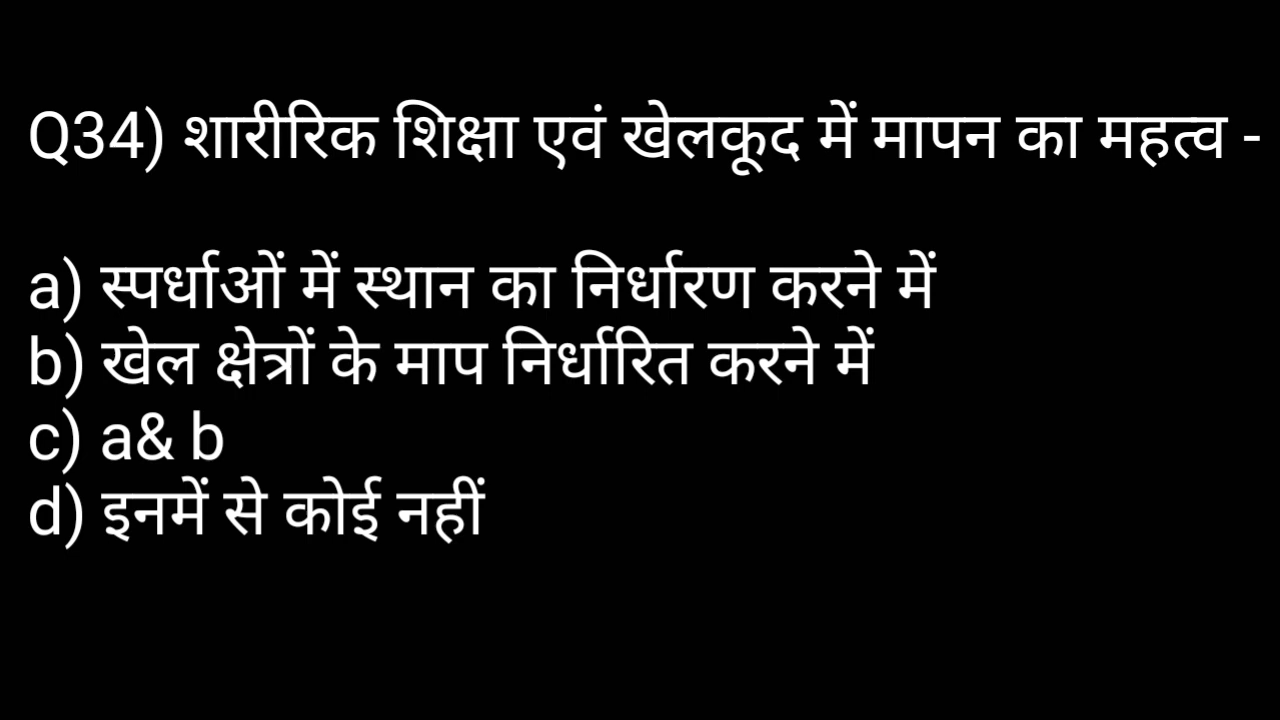 Q34) शारीरिक शिक्षा एवं खेलकूद में मापन का महत्व -
a) स्पर्धाओं में स्थान का निर्धारण करने में
b) खेल क्षेत्रों के माप निर्धारित करने में
c) a& b
d) इनमें से कोई नहीं